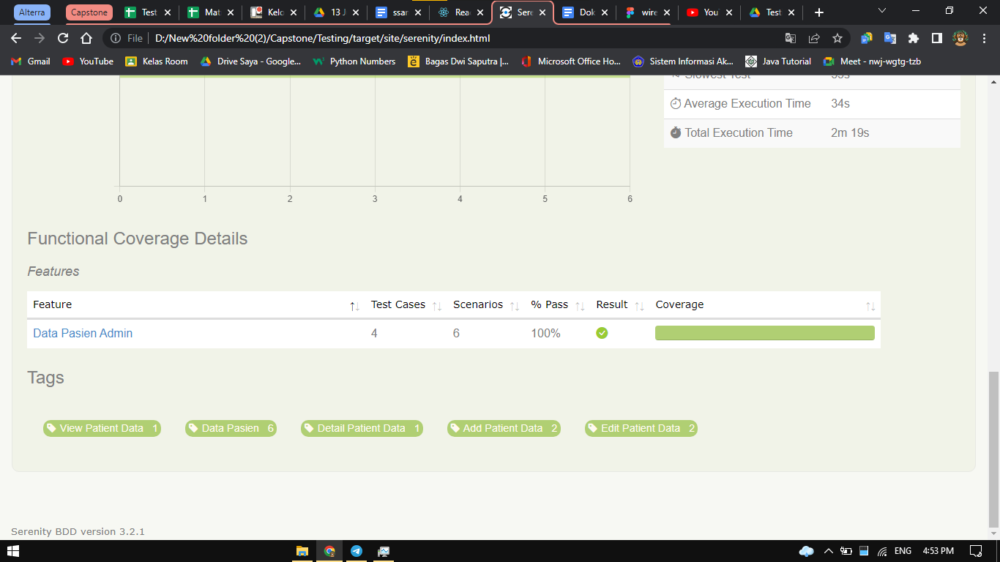 Alterra Capstone Test Mat Kelo 13 J ssar Rea Sere Dok wire YouT Test
File D:/New%20folder%20(2)/Capstone/Testing/target/site/serenity/index.html
Gmail YouTube Kelas Room Drive Saya - Google... Python Numbers Bagas Dwi Saputra |... Microsoft Office Ho... Sistem Informasi Ak... Java Tutorial Meet - nwj-wgtg-tzb
Slowest Test
Average Execution Time 34s
Total Execution Time 2m 19s
0 1 2 3 4 5 6
Functional Coverage Details
Features
Feature Test Cases Scenarios % Pass Result Coverage
Data Pasien Admin 4 6 100%
Tags
View Patient Data 1 Data Pasien 6 Detail Patient Data 1 Add Patient Data 2 Edit Patient Data 2
Serenity BDD version 3.2.1
ENG 4:53 PM